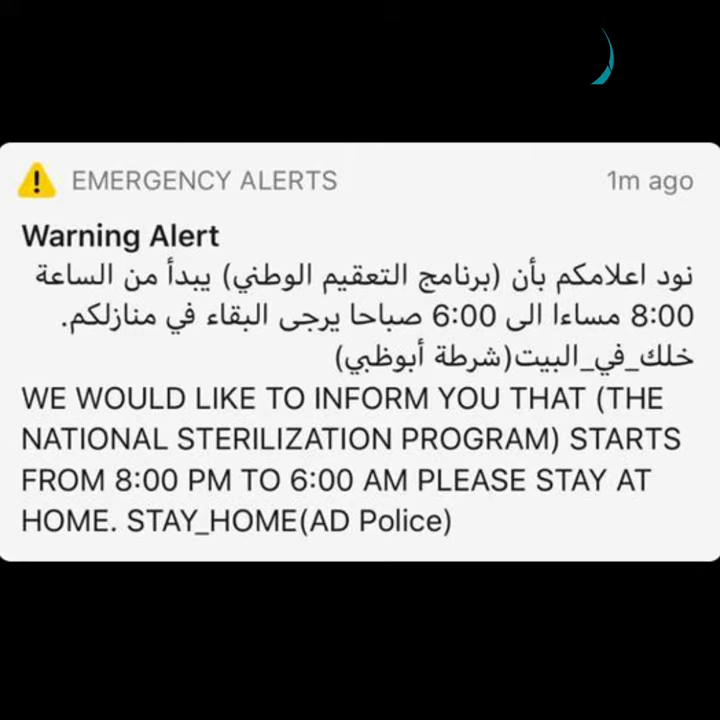 EMERGENCY ALERTS
1m ago
Warning Alert
نود اعلامكم بأن (برنامج التعقيم الوطني) يبدأ من الساعة
8:00 مساءا الى 6:00 صباحا يرجى البقاء في منازلكم.
خلك_في_البيت(شرطة أبوظبي)
WE WOULD LIKE TO INFORM YOU THAT (THE
NATIONAL STERILIZATION PROGRAM) STARTS
FROM 8:00 PM TO 6:00 AM PLEASE STAY AT
HOME. STAY_HOME(AD Police)